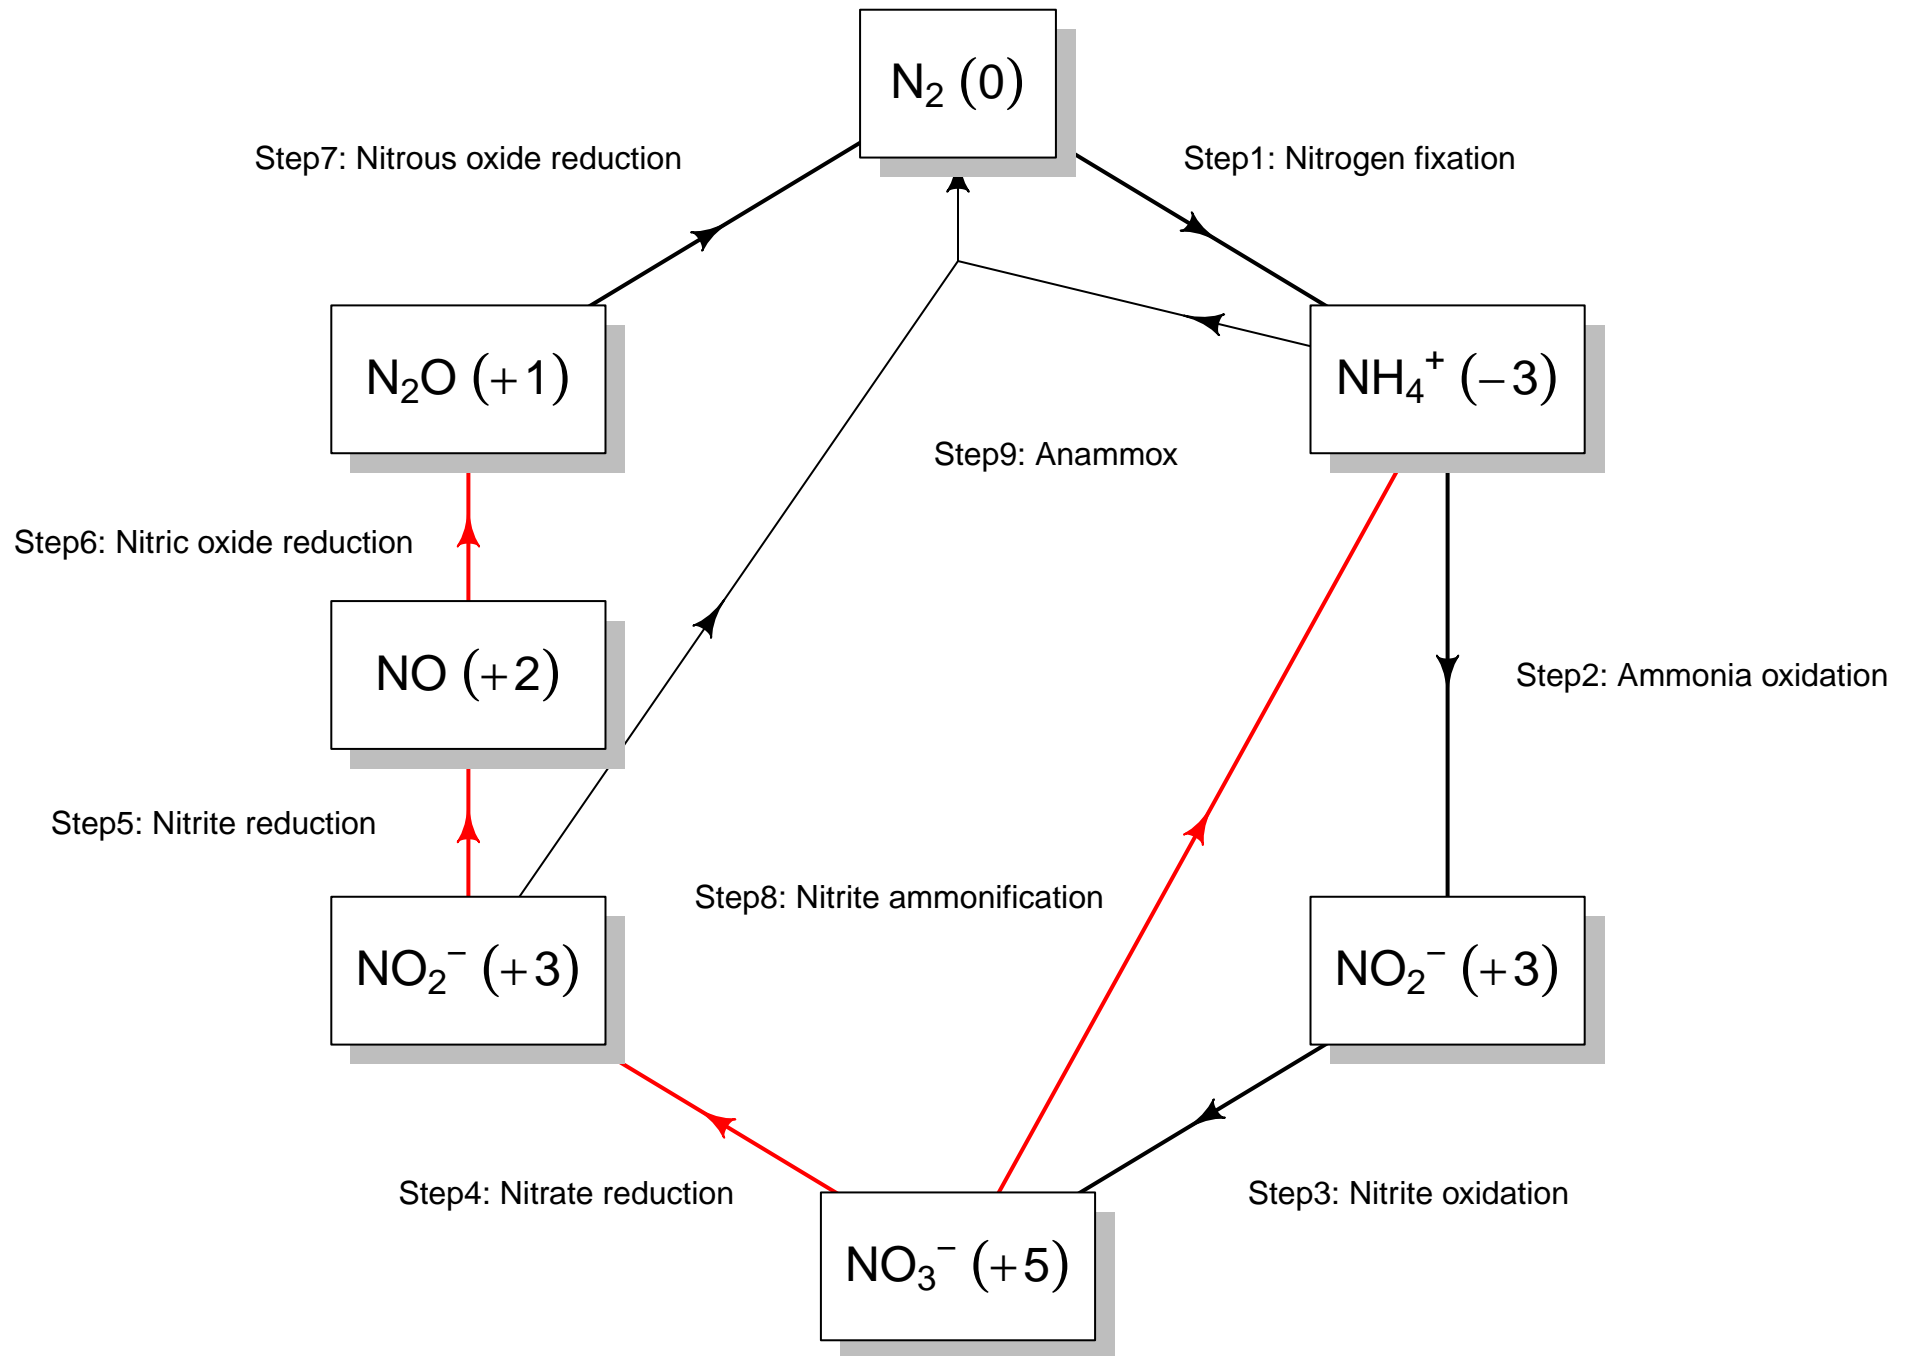 N₂ (0)
Step7: Nitrous oxide reduction
Step1: Nitrogen fixation
N₂O (+1)
NH₄⁺ (−3)
Step9: Anammox
Step6: Nitric oxide reduction
NO (+2)
Step2: Ammonia oxidation
Step5: Nitrite reduction
Step8: Nitrite ammonification
NO₂⁻ (+3)
NO₂⁻ (+3)
Step4: Nitrate reduction
Step3: Nitrite oxidation
NO₃⁻ (+5)